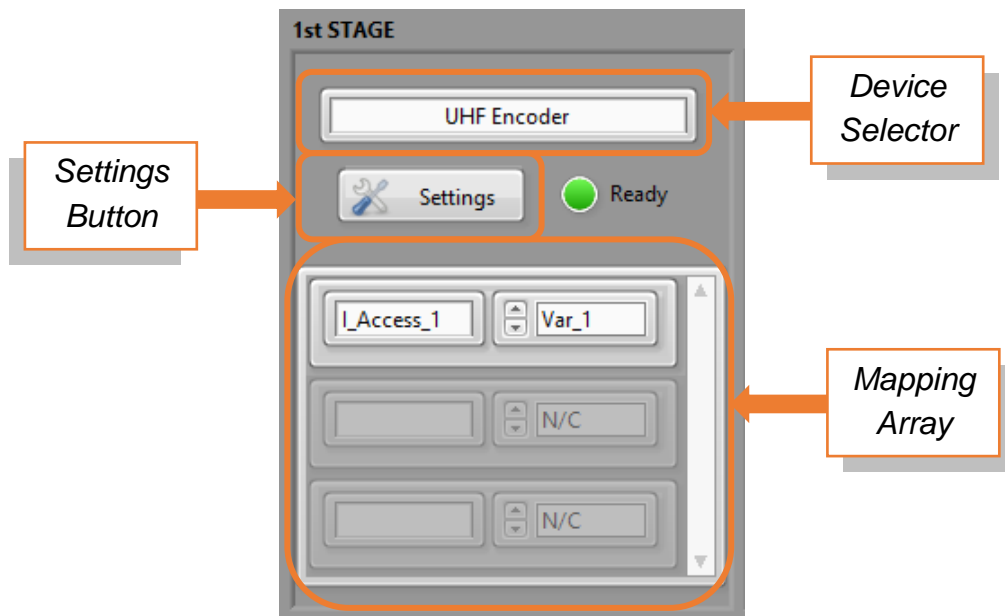 1st STAGE
UHF Encoder
Device
Selector
Settings
Button
Settings
Ready
I_Access_1
Var_1
N/C
N/C
Mapping
Array